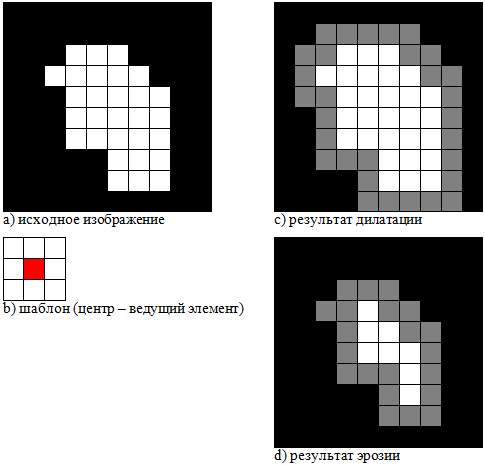 a) исходное изображение
c) результат дилатации
b) шаблон (центр – ведущий элемент)
d) результат эрозии